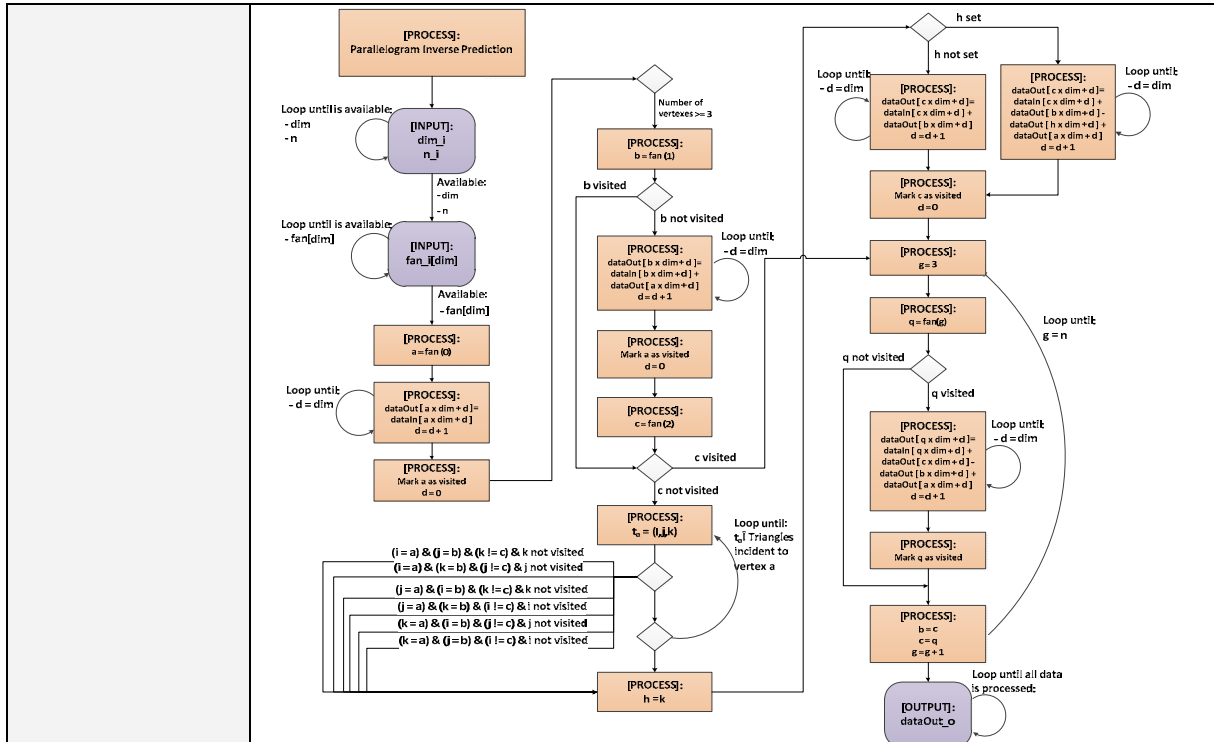 [PROCESS]:
Parallelogram Inverse Prediction
Loop until is available:
- dim
- n
[INPUT]:
dim_i
n_i
Available:
- dim
- n
Loop until is available:
- fan[dim]
[INPUT]:
fan_i[dim]
Available:
- fan[dim]
[PROCESS]:
a = fan (0)
Loop until:
- d = dim
[PROCESS]:
dataOut [ a x dim + d] =
dataIn [ a x dim + d]
d = d + 1
[PROCESS]:
Mark a as visited
d = 0
Number of
vertexes >= 3
[PROCESS]:
b = fan (1)
b visited
b not visited
[PROCESS]:
dataOut [ b x dim + d] =
dataIn [ b x dim + d] +
dataOut [ a x dim + d]
d = d + 1
Loop until:
- d = dim
[PROCESS]:
Mark a as visited
d = 0
[PROCESS]:
c = fan (2)
c visited
c not visited
[PROCESS]:
tₐ = (i,j,k)
Loop until:
tₐ Ï Triangles
incident to
vertex a
(i = a) & (j = b) & (k != c) & k not visited
(i = a) & (k = b) & (j != c) & j not visited
(j = a) & (i = b) & (k != c) & k not visited
(j = a) & (k = b) & (i != c) & i not visited
(k = a) & (i = b) & (j != c) & j not visited
(k = a) & (j = b) & (i != c) & i not visited
[PROCESS]:
h = k
h set
h not set
Loop until:
- d = dim
[PROCESS]:
dataOut [ c x dim + d] =
dataIn [ c x dim + d] +
dataOut [ b x dim + d]
d = d + 1
[PROCESS]:
dataOut [ c x dim + d] =
dataIn [ c x dim + d] +
dataOut [ b x dim + d] -
dataOut [ h x dim + d] +
dataOut [ a x dim + d]
d = d + 1
Loop until:
- d = dim
[PROCESS]:
Mark c as visited
d = 0
[PROCESS]:
g = 3
[PROCESS]:
q = fan(g)
Loop until:
g = n
q not visited
q visited
[PROCESS]:
dataOut [ q x dim + d] =
dataIn [ q x dim + d] +
dataOut [ c x dim + d] -
dataOut [ b x dim + d] +
dataOut [ a x dim + d]
d = d + 1
Loop until:
- d = dim
[PROCESS]:
Mark q as visited
[PROCESS]:
b = c
c = q
g = g + 1
Loop until all data
is processed:
[OUTPUT]:
dataOut_o